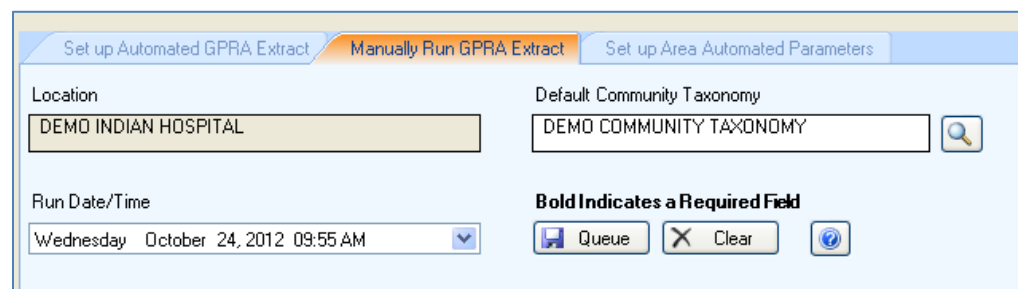 Set up Automated GPRA Extract Manually Run GPRA Extract Set up Area Automated Parameters
Location Default Community Taxonomy
DEMO INDIAN HOSPITAL DEMO COMMUNITY TAXONOMY
Run Date/Time Bold Indicates a Required Field
Wednesday October 24, 2012 09:55 AM Queue Clear